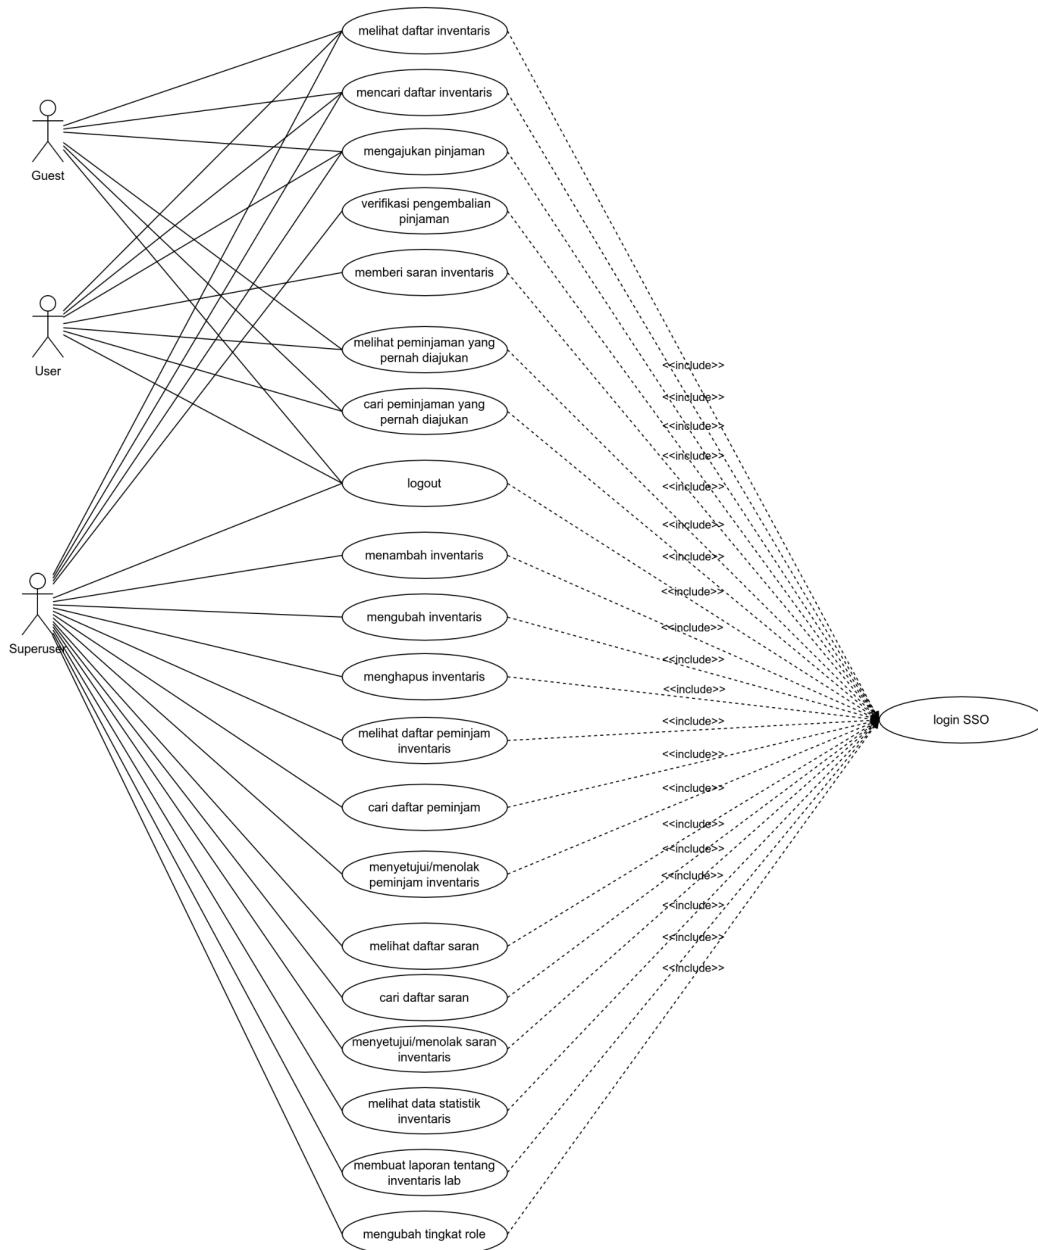 melihat daftar inventaris
mencari daftar inventaris
Guest
mengajukan pinjaman
verifikasi pengembalian
pinjaman
memberi saran inventaris
User
melihat peminjaman yang
pernah diajukan
<<include>>
cari peminjaman yang
pernah diajukan
<<include>>
<<include>>
<<include>>
logout
<<include>>
<<include>>
menambah inventaris
<<include>>
<<include>>
mengubah inventaris
<<include>>
Superuser
<<include>>
menghapus inventaris
<<include>>
login SSO
<<include>>
melihat daftar peminjam
inventaris
<<include>>
cari daftar peminjam
<<include>>
<<include>>
<<include>>
menyetujui/menolak
peminjam inventaris
<<include>>
<<include>>
melihat daftar saran
<<include>>
<<include>>
cari daftar saran
menyetujui/menolak saran
inventaris
melihat data statistik
inventaris
membuat laporan tentang
inventaris lab
mengubah tingkat role